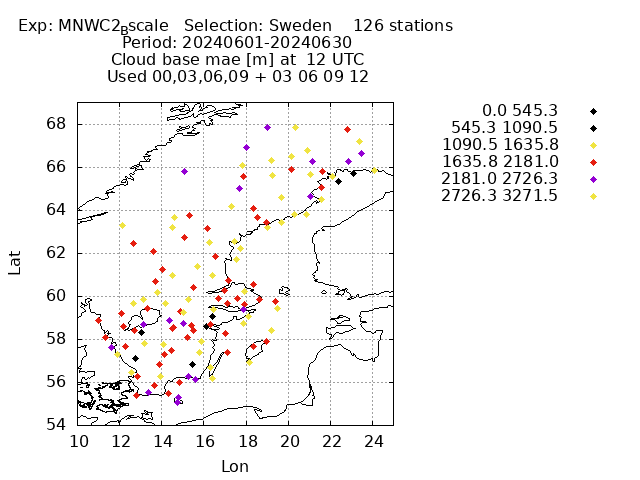 Exp: MNWC2_Bscale   Selection: Sweden    126 stations
Period: 20240601-20240630
Cloud base mae [m] at  12 UTC
Used 00,03,06,09 + 03 06 09 12
0.0 545.3
545.3 1090.5
1090.5 1635.8
1635.8 2181.0
2181.0 2726.3
2726.3 3271.5
68
66
64
62
60
58
56
54
Lat
10 12 14 16 18 20 22 24
Lon